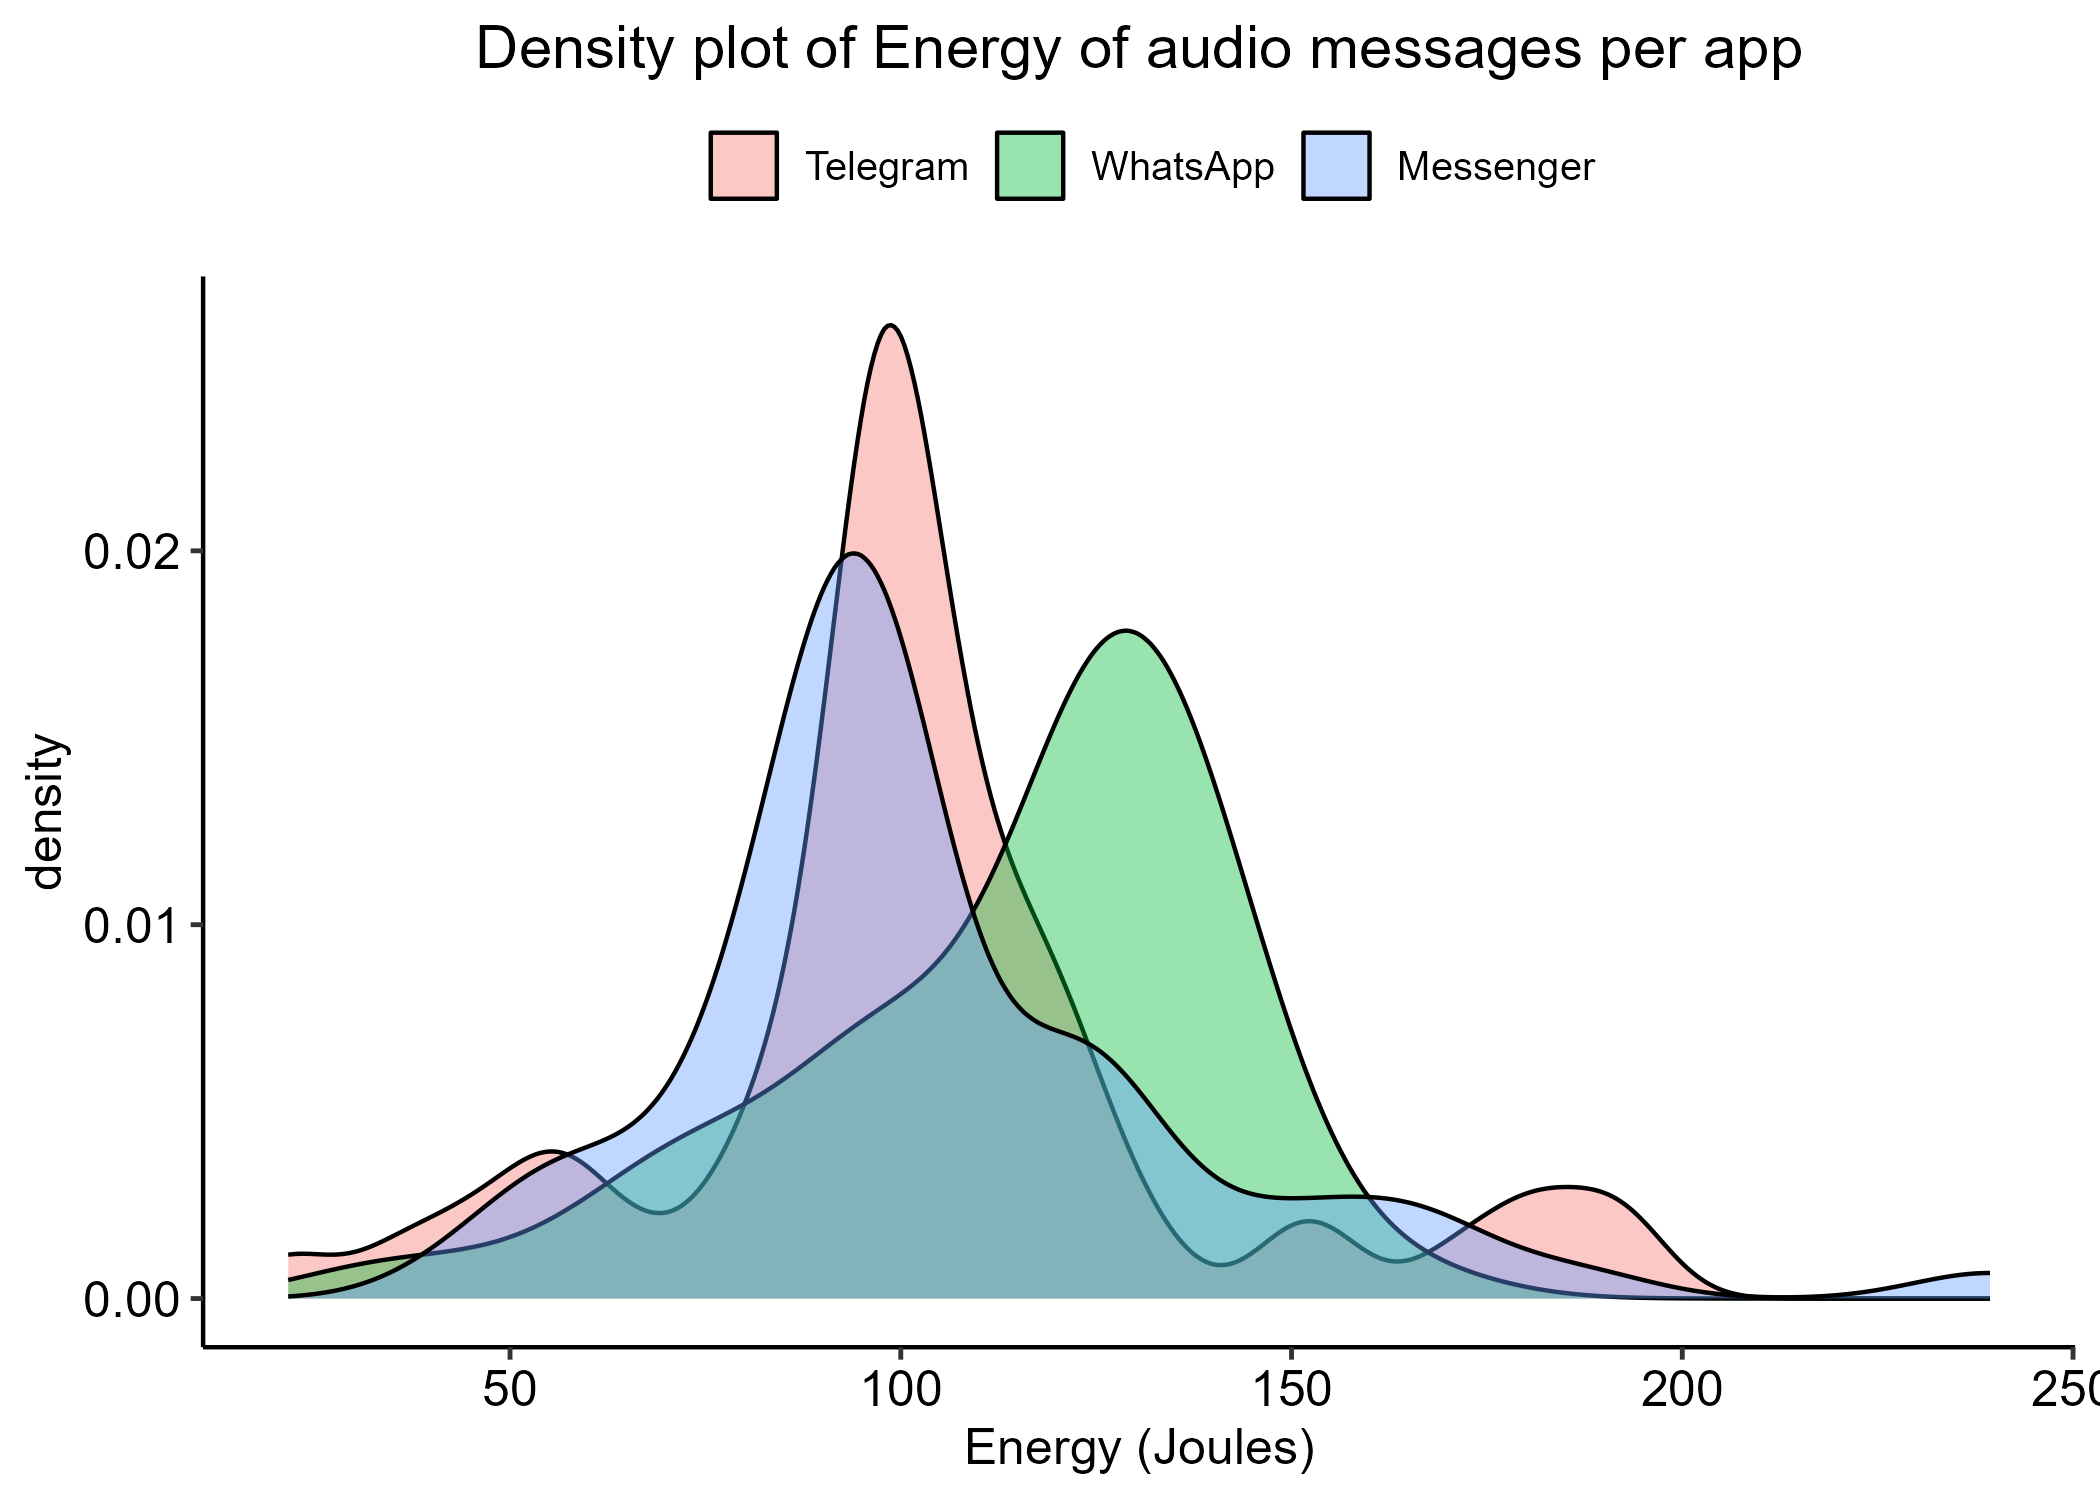 Density plot of Energy of audio messages per app
Telegram WhatsApp Messenger
density
0.02
0.01
0.00
50 100 150 200 250
Energy (Joules)